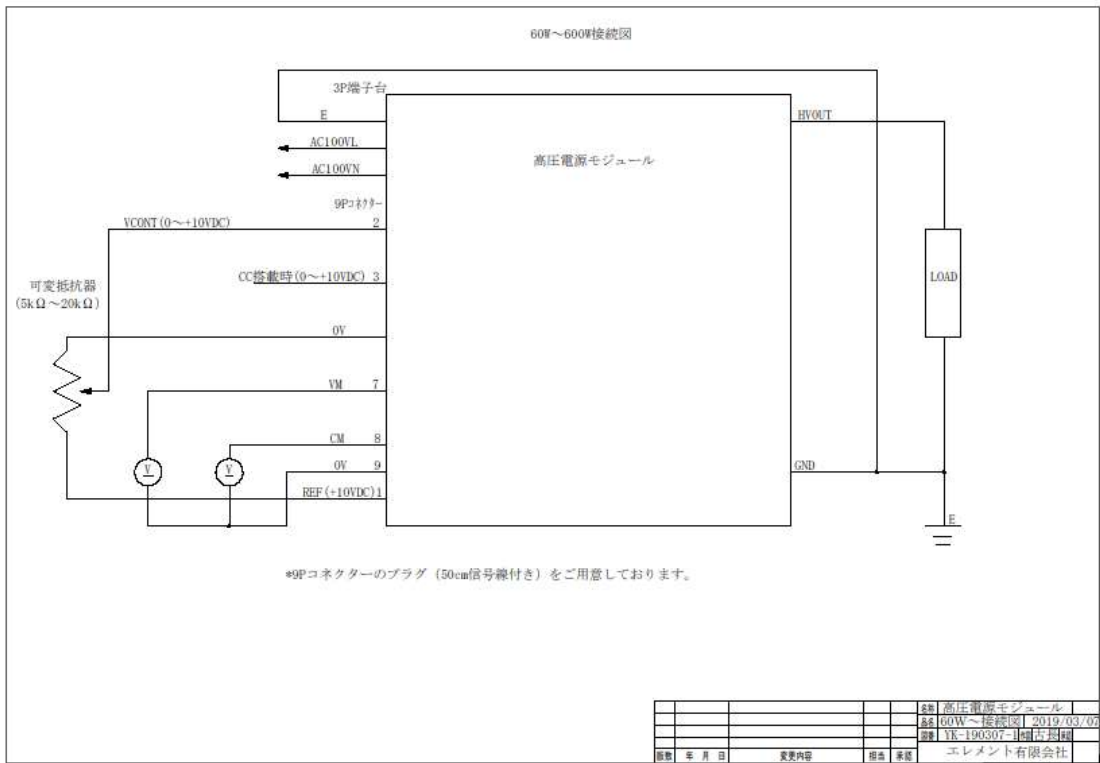 60W～600W接続図
3P端子台
E
HVOUT
AC100VL
高圧電源モジュール
AC100VN
9Pコネクター
VCONT(0～+10VDC) 2
CC搭載時(0～+10VDC) 3
可変抵抗器
(5kΩ～20kΩ)
LOAD
0V
VM 7
CM 8
V
V
0V 9
GND
REF(+10VDC)1
E
*9Pコネクターのプラグ（50cm信号線付き）をご用意しております。
名称 高圧電源モジュール
品名 60W～接続図 2019/03/07
図番 YK-190307-1 古長
版数 年 月 日 変更内容 担当 承認 エレメント有限会社